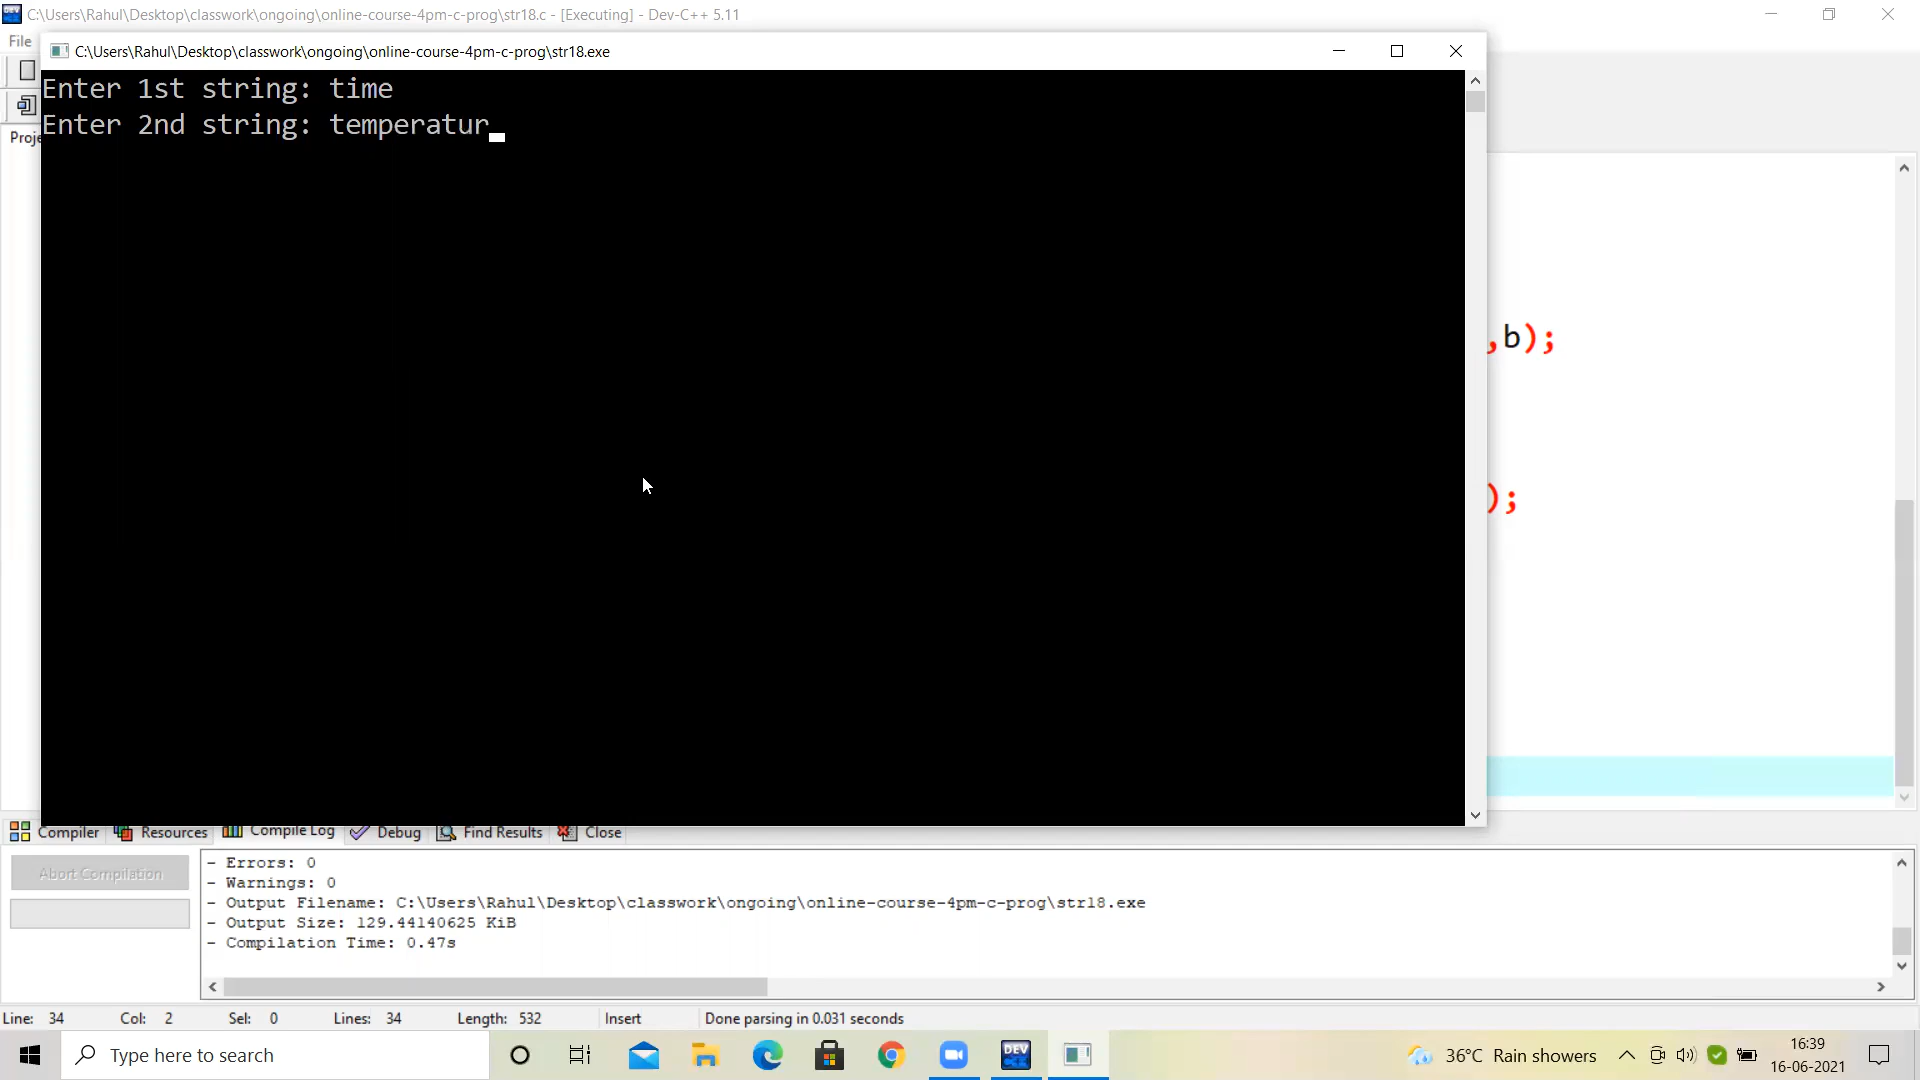 C:\Users\Rahul\Desktop\classwork\ongoing\online-course-4pm-c-prog\str18.c - [Executing] - Dev-C++ 5.11
File
C:\Users\Rahul\Desktop\classwork\ongoing\online-course-4pm-c-prog\str18.exe
Enter 1st string: time
Enter 2nd string: temperatur
Proje
,b);
);
Compiler Resources Compile Log Debug Find Results Close
Abort Compilation
- Errors: 0
- Warnings: 0
- Output Filename: C:\Users\Rahul\Desktop\classwork\ongoing\online-course-4pm-c-prog\str18.exe
- Output Size: 129.44140625 KiB
- Compilation Time: 0.47s
Line: 34 Col: 2 Sel: 0 Lines: 34 Length: 532 Insert Done parsing in 0.031 seconds
Type here to search
DEV
36°C Rain showers
16:39
16-06-2021